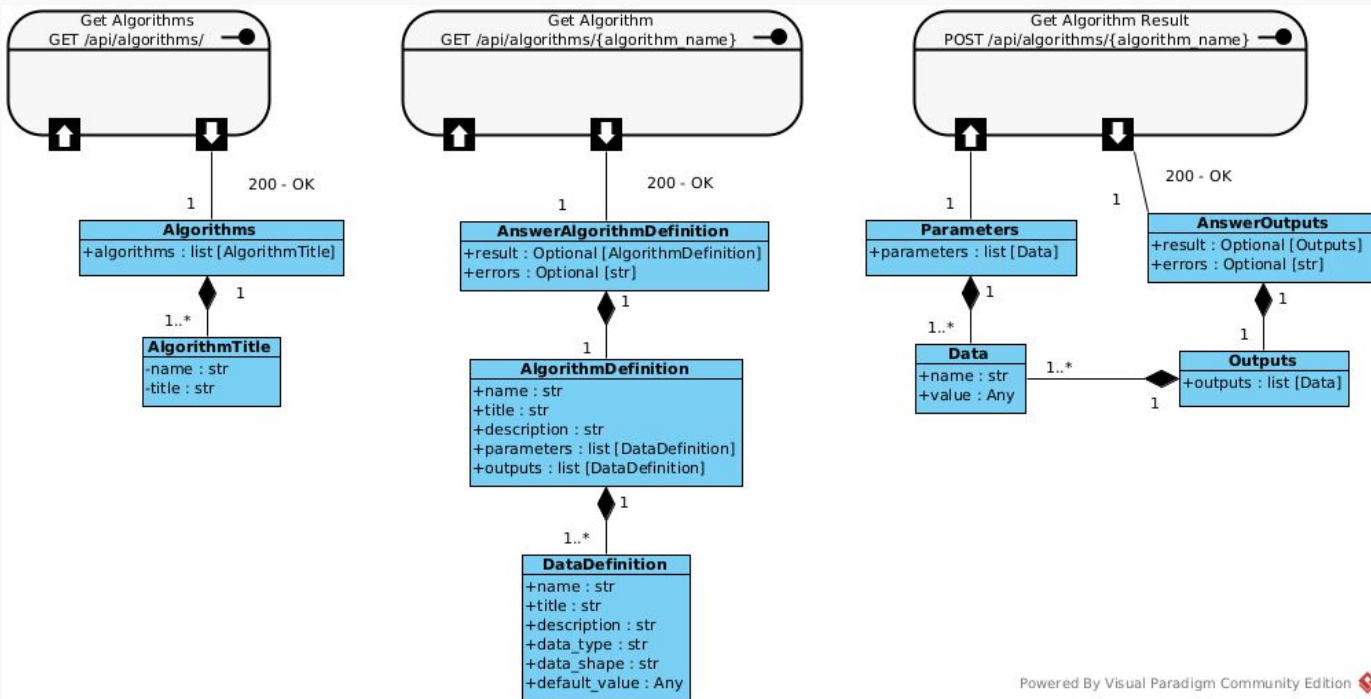 Get Algorithms
GET /api/algorithms/
200 - OK
1
Algorithms
+algorithms : list [AlgorithmTitle]
1
1..*
AlgorithmTitle
-name : str
-title : str
Get Algorithm
GET /api/algorithms/{algorithm_name}
200 - OK
1
AnswerAlgorithmDefinition
+result : Optional [AlgorithmDefinition]
+errors : Optional [str]
1
1
AlgorithmDefinition
+name : str
+title : str
+description : str
+parameters : list [DataDefinition]
+outputs : list [DataDefinition]
1
1..*
DataDefinition
+name : str
+title : str
+description : str
+data_type : str
+data_shape : str
+default_value : Any
Get Algorithm Result
POST /api/algorithms/{algorithm_name}
200 - OK
1
1
Parameters
+parameters : list [Data]
1
1..*
Data
+name : str
+value : Any
AnswerOutputs
+result : Optional [Outputs]
+errors : Optional [str]
1
1
Outputs
+outputs : list [Data]
1..*
1
Powered By Visual Paradigm Community Edition